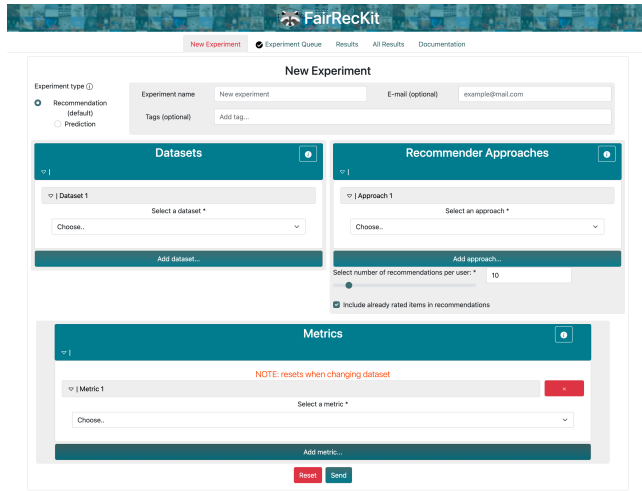 FairRecKit
New Experiment Experiment Queue Results All Results Documentation
New Experiment
Experiment type
Recommendation
(default)
Prediction
Experiment name New experiment E-mail (optional) example@mail.com
Tags (optional) Add tag...
Datasets
|
| Dataset 1
Select a dataset *
Choose..
Add dataset...
Recommender Approaches
|
| Approach 1
Select an approach *
Choose..
Add approach...
Select number of recommendations per user: * 10
Include already rated items in recommendations
Metrics
|
NOTE: resets when changing dataset
| Metric 1 ×
Select a metric *
Choose..
Add metric...
Reset Send